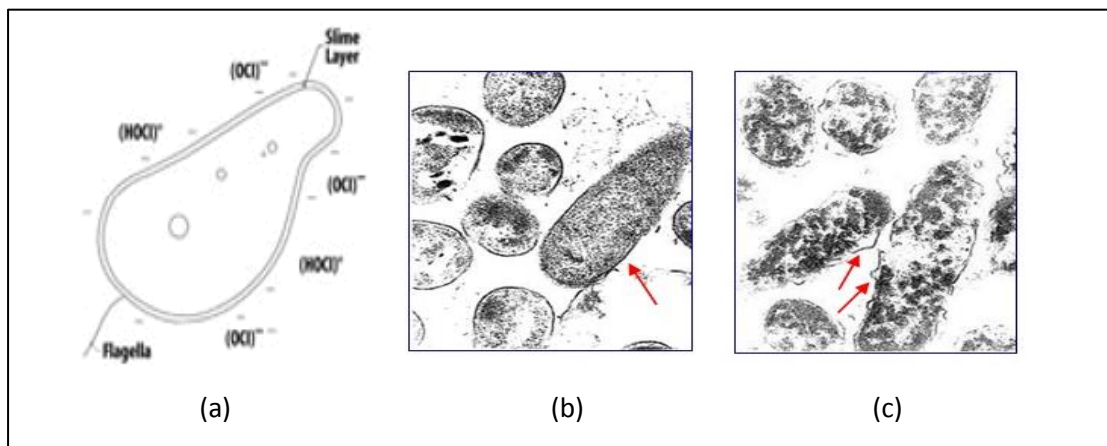 Slime
Layer
(OCl)⁻
(HOCl)°
(OCl)⁻
(HOCl)°
(OCl)⁻
Flagella
(a)
(b)
(c)